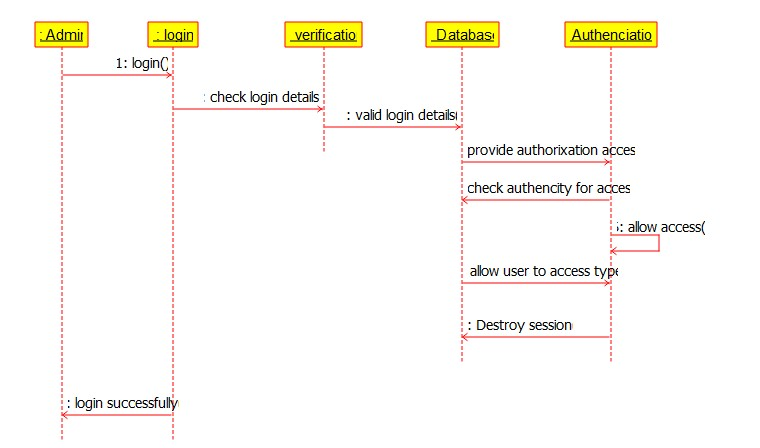 : Admin
: login
verificatio
Database
Authenciatio
1: login()
: check login details
: valid login details(
provide authorixation acces
check authencity for acces
: allow access(
allow user to access type
: Destroy session
: login successfully